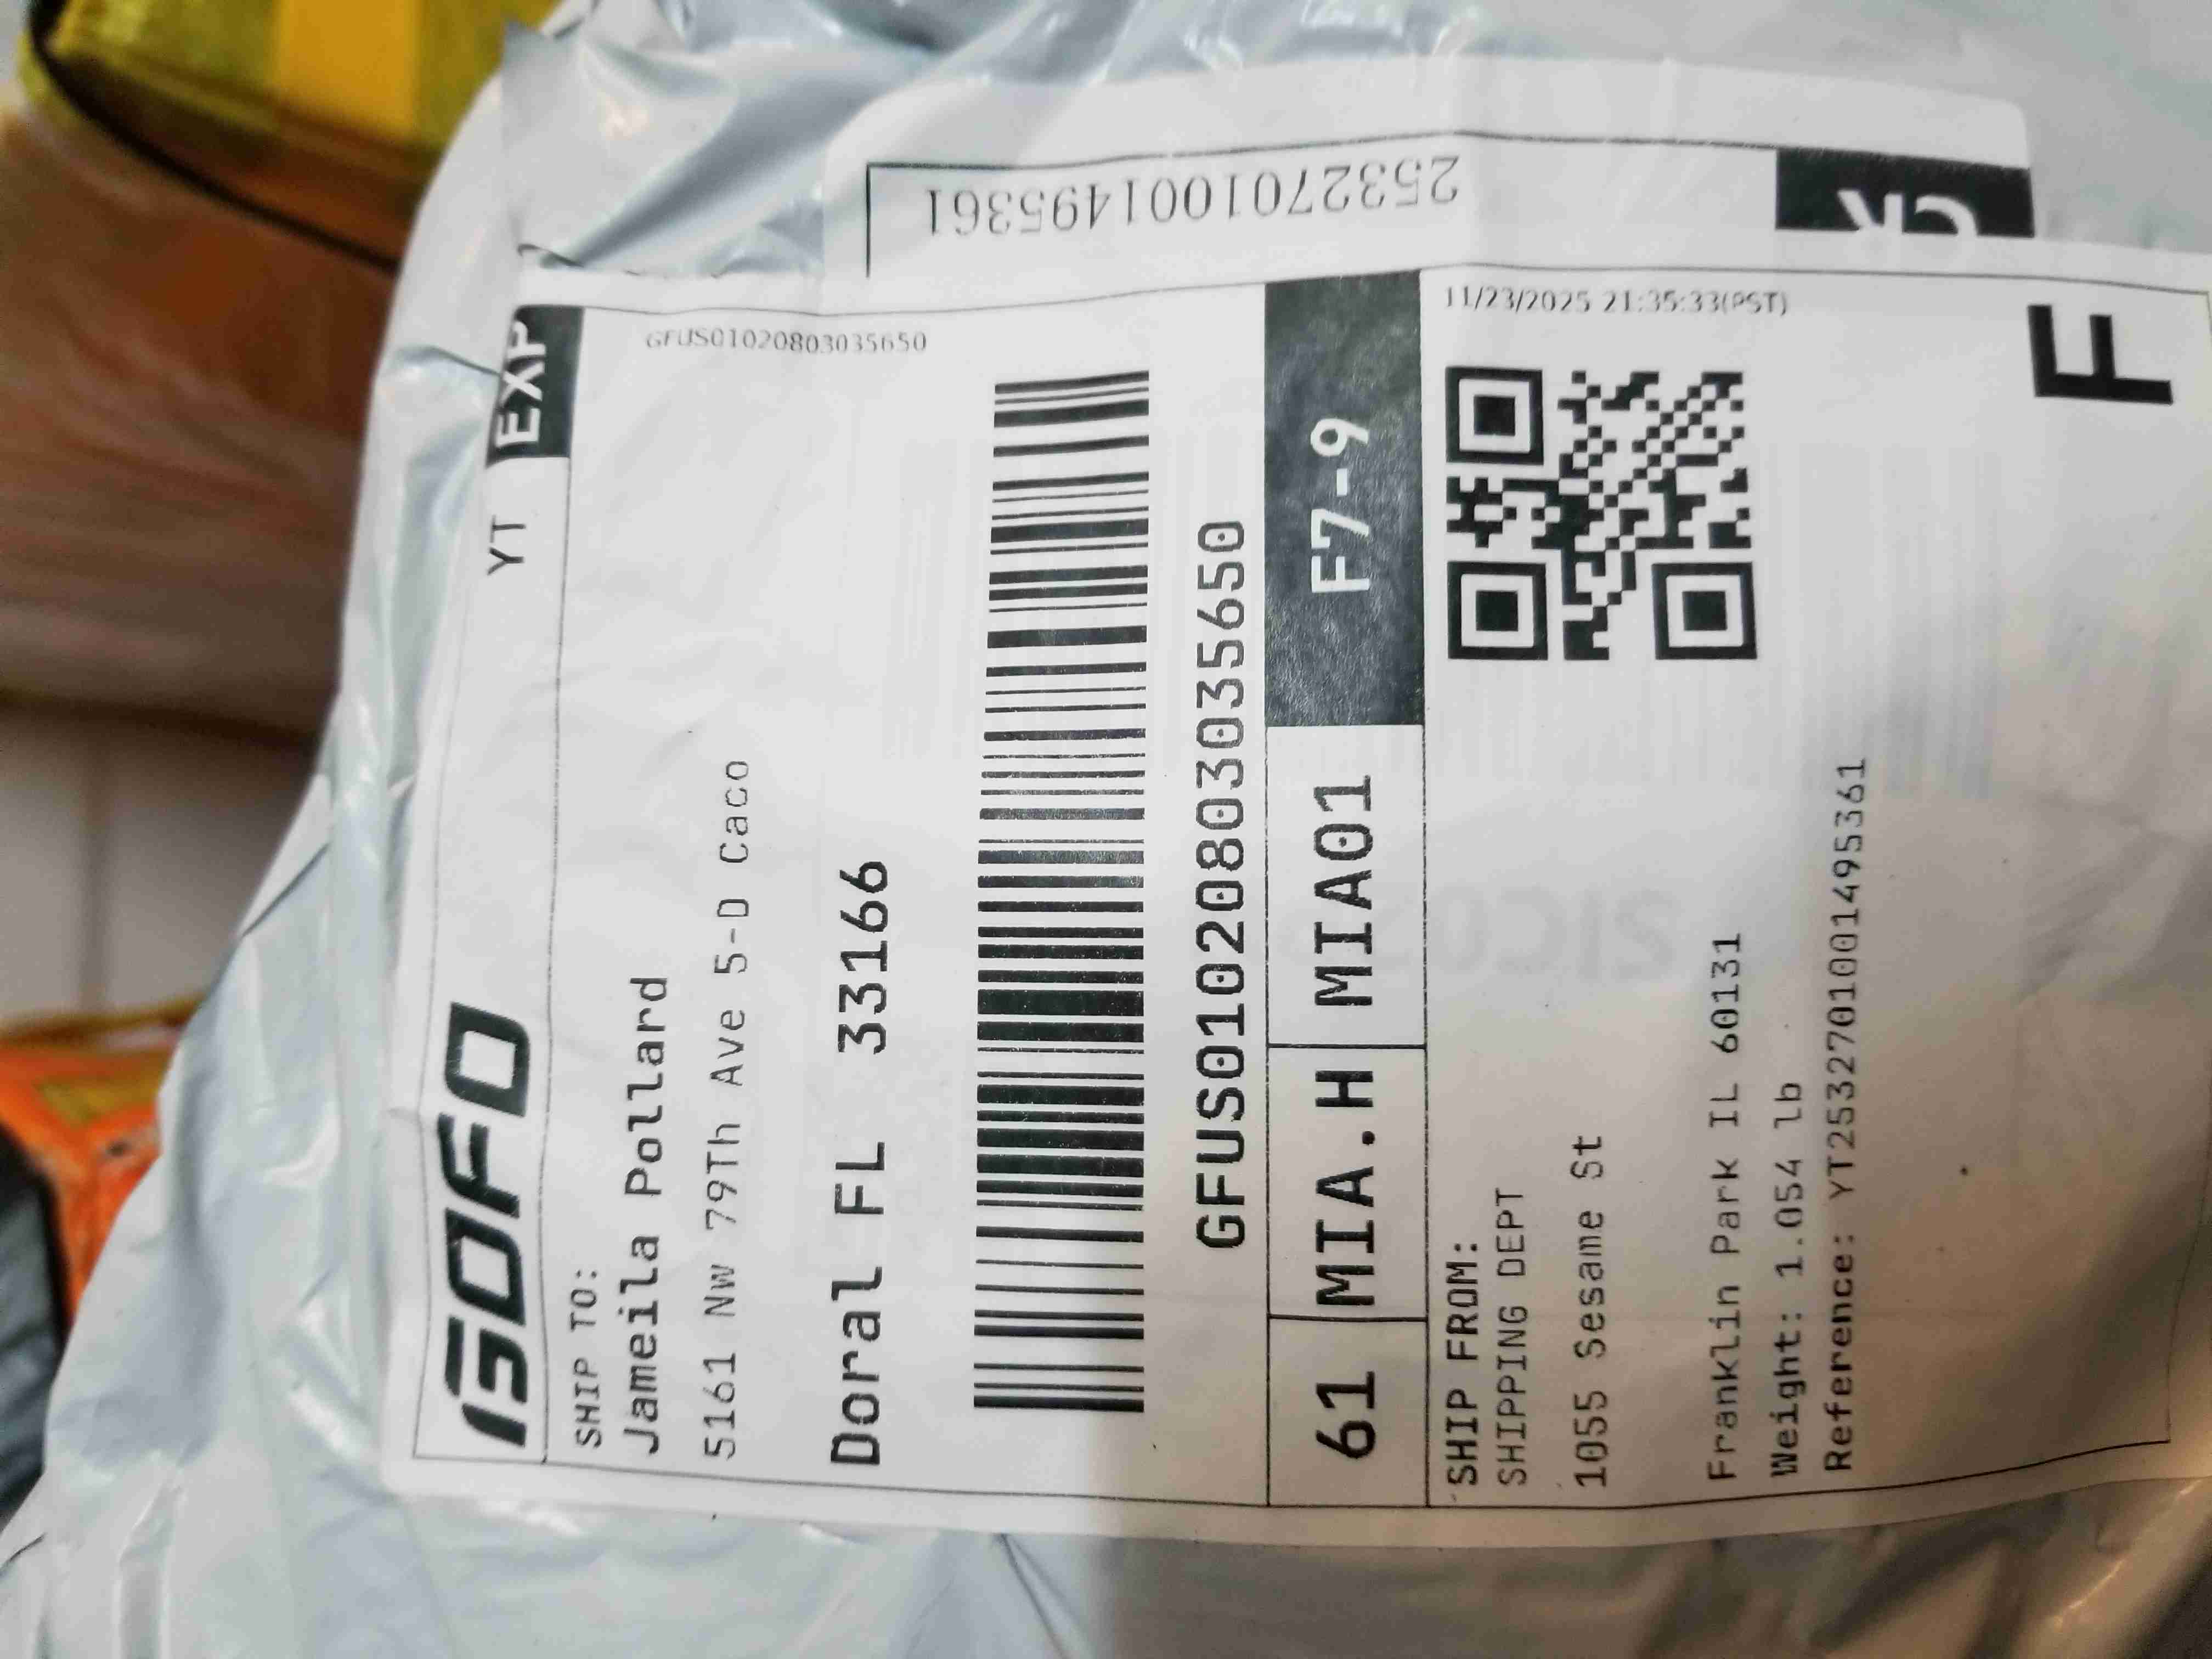 GOFO
YT EXP
GFUS01020803035650
SHIP TO:
Jameila Pollard
5161 Nw 79Th Ave 5-D Caco
Doral FL 33166
GFUS01020803035650
61 MIA.H MIA01 F7-9
11/23/2025 21:35:33(PST)
SHIP FROM:
SHIPPING DEPT
1055 Sesame St
Franklin Park IL 60131
Weight: 1.054 lb
Reference: YT2532701001495361
F
2532701001495361